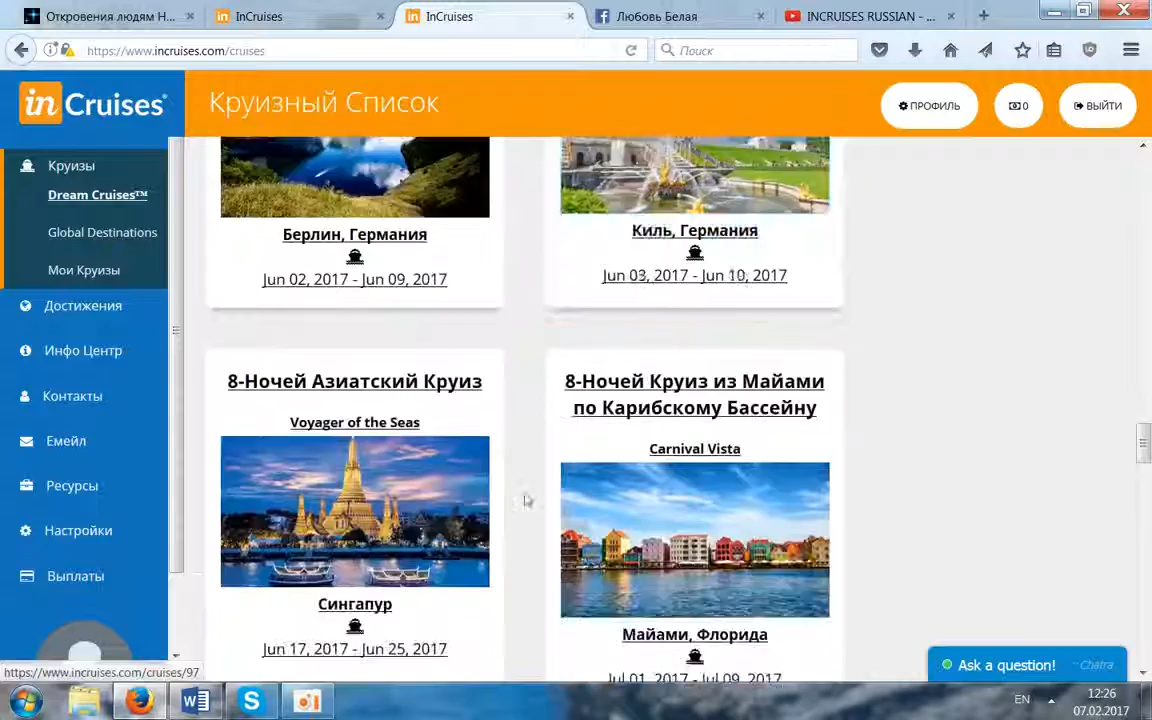 Откровения людям Н...
InCruises
InCruises
Любовь Белая
INCRUISES RUSSIAN - ...
https://www.incruises.com/cruises
Поиск
inCruises®
Круизный Список
ПРОФИЛЬ
0
ВЫЙТИ
Круизы
Dream Cruises™
Global Destinations
Мои Круизы
Достижения
Инфо Центр
Контакты
Емейл
Ресурсы
Настройки
Выплаты
Берлин, Германия
Jun 02, 2017 - Jun 09, 2017
Киль, Германия
Jun 03, 2017 - Jun 10, 2017
8-Ночей Азиатский Круиз
Voyager of the Seas
Сингапур
Jun 17, 2017 - Jun 25, 2017
8-Ночей Круиз из Майами
по Карибскому Бассейну
Carnival Vista
Майами, Флорида
Jul 01, 2017 - Jul 09, 2017
Ask a question!
Chatra
https://www.incruises.com/cruises/97
EN
12:26
07.02.2017